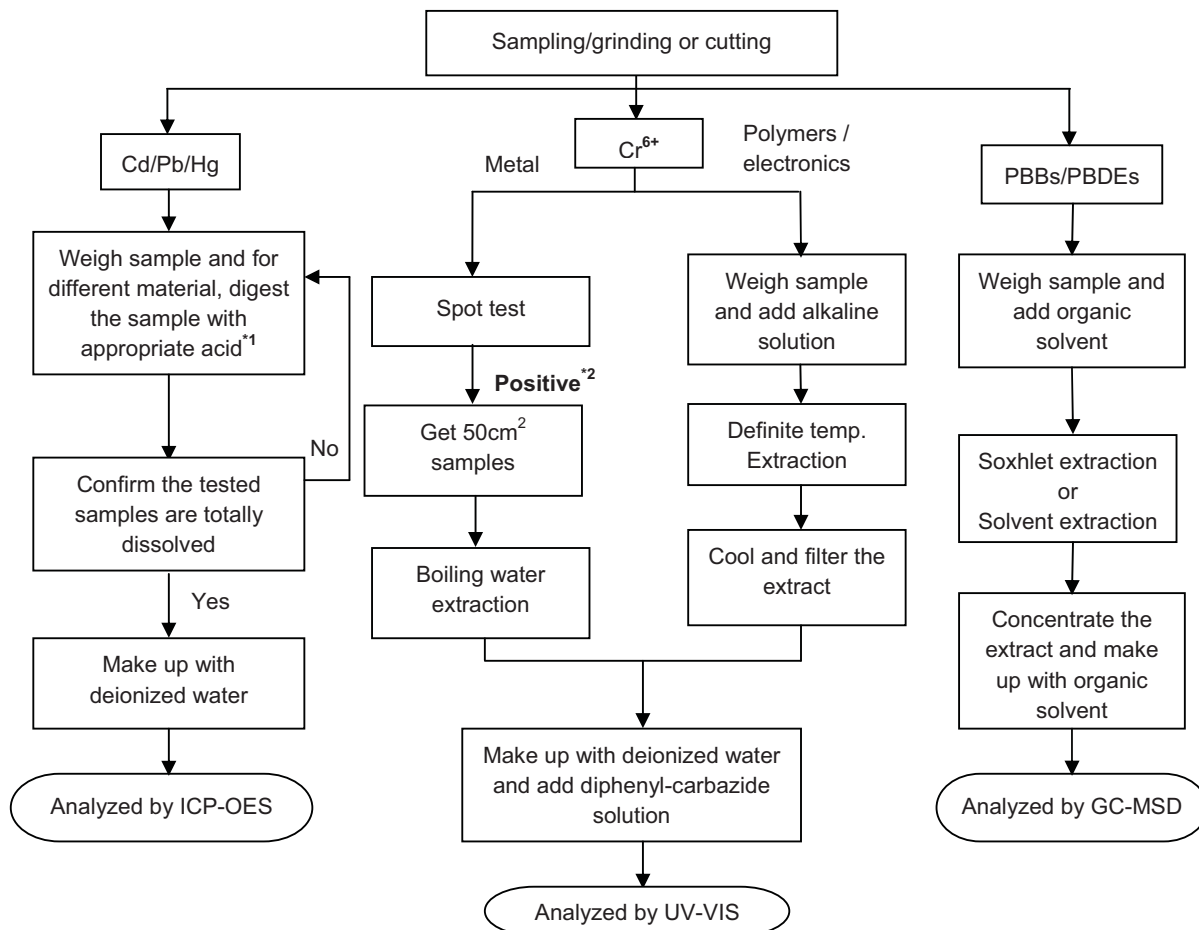 Sampling/grinding or cutting
Cd/Pb/Hg
Weigh sample and for
different material, digest
the sample with
appropriate acid*1
No
Confirm the tested
samples are totally
dissolved
Yes
Make up with
deionized water
Analyzed by ICP-OES
Cr6+
Metal
Polymers /
electronics
Spot test
Positive*2
Get 50cm2
samples
Boiling water
extraction
Weigh sample
and add alkaline
solution
Definite temp.
Extraction
Cool and filter the
extract
Make up with deionized water
and add diphenyl-carbazide
solution
Analyzed by UV-VIS
PBBs/PBDEs
Weigh sample and
add organic
solvent
Soxhlet extraction
or
Solvent extraction
Concentrate the
extract and make
up with organic
solvent
Analyzed by GC-MSD